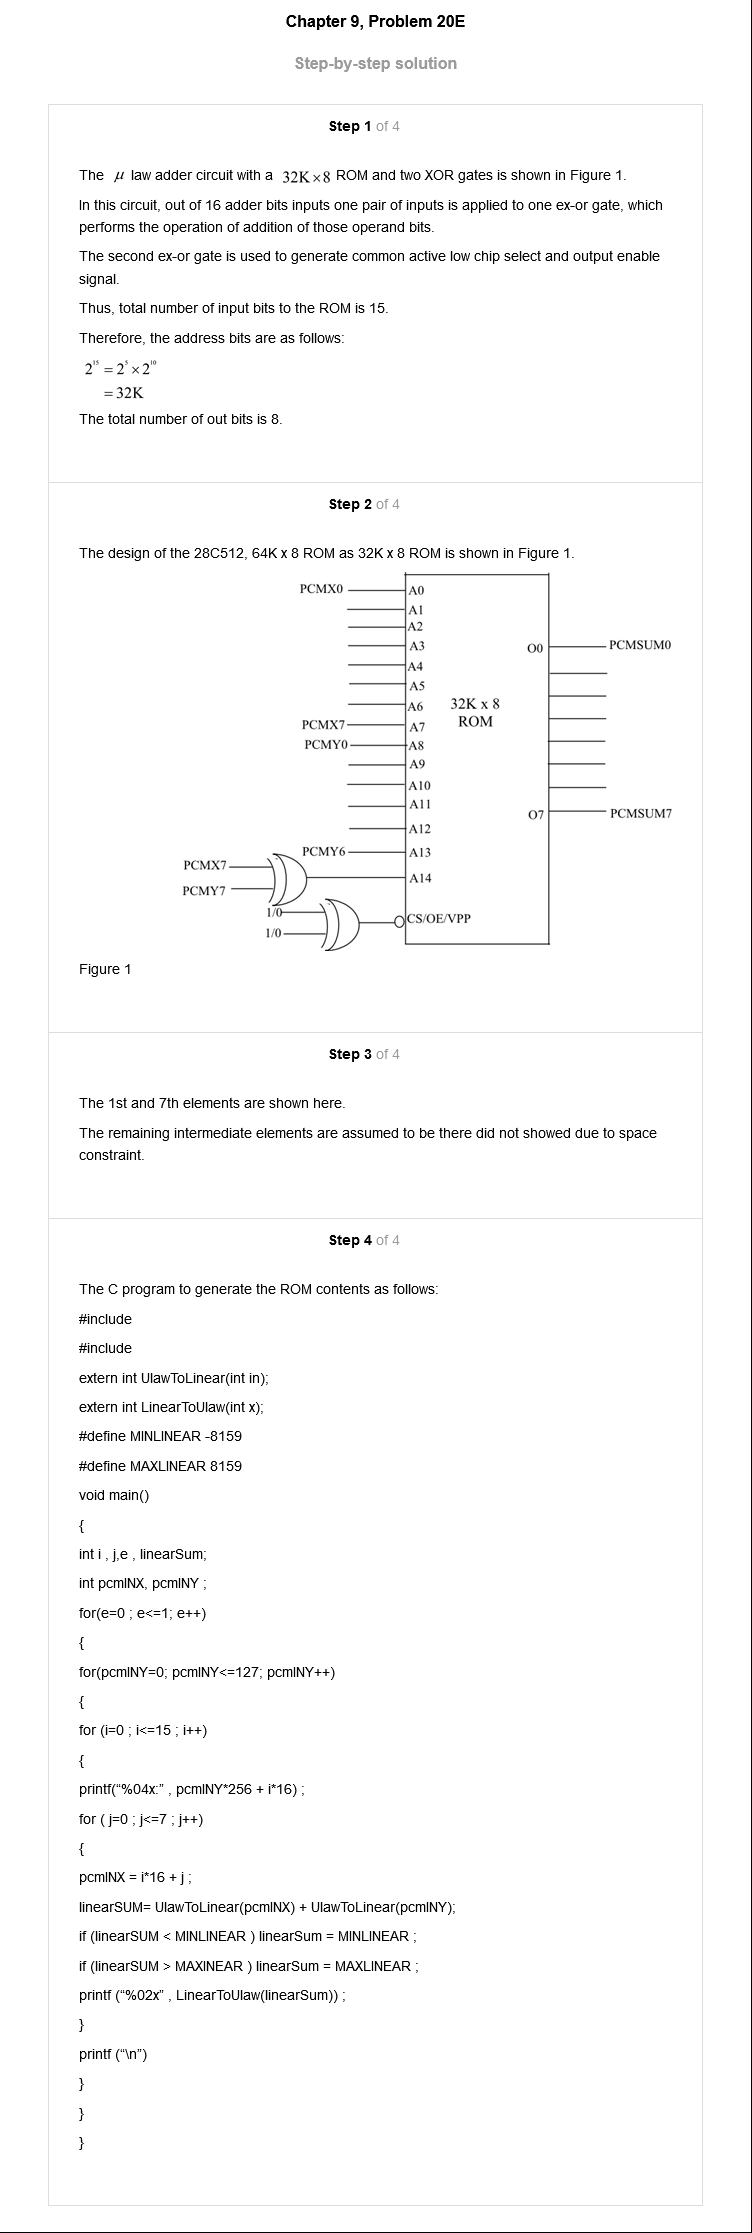 Chapter 9, Problem 20E
Step-by-step solution
Step 1 of 4
The μ law adder circuit with a 32K×8 ROM and two XOR gates is shown in Figure 1.
In this circuit, out of 16 adder bits inputs one pair of inputs is applied to one ex-or gate, which
performs the operation of addition of those operand bits.
The second ex-or gate is used to generate common active low chip select and output enable
signal.
Thus, total number of input bits to the ROM is 15.
Therefore, the address bits are as follows:
2¹⁵ = 2⁵ × 2¹⁰
= 32K
The total number of out bits is 8.
Step 2 of 4
The design of the 28C512, 64K x 8 ROM as 32K x 8 ROM is shown in Figure 1.
PCMX0 A0
A1
A2
A3 O0 PCMSUM0
A4
A5
A6 32K x 8
PCMX7 A7 ROM
PCMY0 A8
A9
A10
A11 O7 PCMSUM7
A12
PCMY6 A13
PCMX7
A14
PCMY7
1/0 CS/OE/VPP
1/0
Figure 1
Step 3 of 4
The 1st and 7th elements are shown here.
The remaining intermediate elements are assumed to be there did not showed due to space
constraint.
Step 4 of 4
The C program to generate the ROM contents as follows:
#include
#include
extern int UlawToLinear(int in);
extern int LinearToUlaw(int x);
#define MINLINEAR -8159
#define MAXLINEAR 8159
void main()
{
int i , j,e , linearSum;
int pcmINX, pcmINY ;
for(e=0 ; e<=1; e++)
{
for(pcmINY=0; pcmINY<=127; pcmINY++)
{
for (i=0 ; i<=15 ; i++)
{
printf(“%04x:” , pcmINY*256 + i*16) ;
for ( j=0 ; j<=7 ; j++)
{
pcmINX = i*16 + j ;
linearSUM= UlawToLinear(pcmINX) + UlawToLinear(pcmINY);
if (linearSUM < MINLINEAR ) linearSum = MINLINEAR ;
if (linearSUM > MAXINEAR ) linearSum = MAXLINEAR ;
printf (“%02x” , LinearToUlaw(linearSum)) ;
}
printf (“\n”)
}
}
}